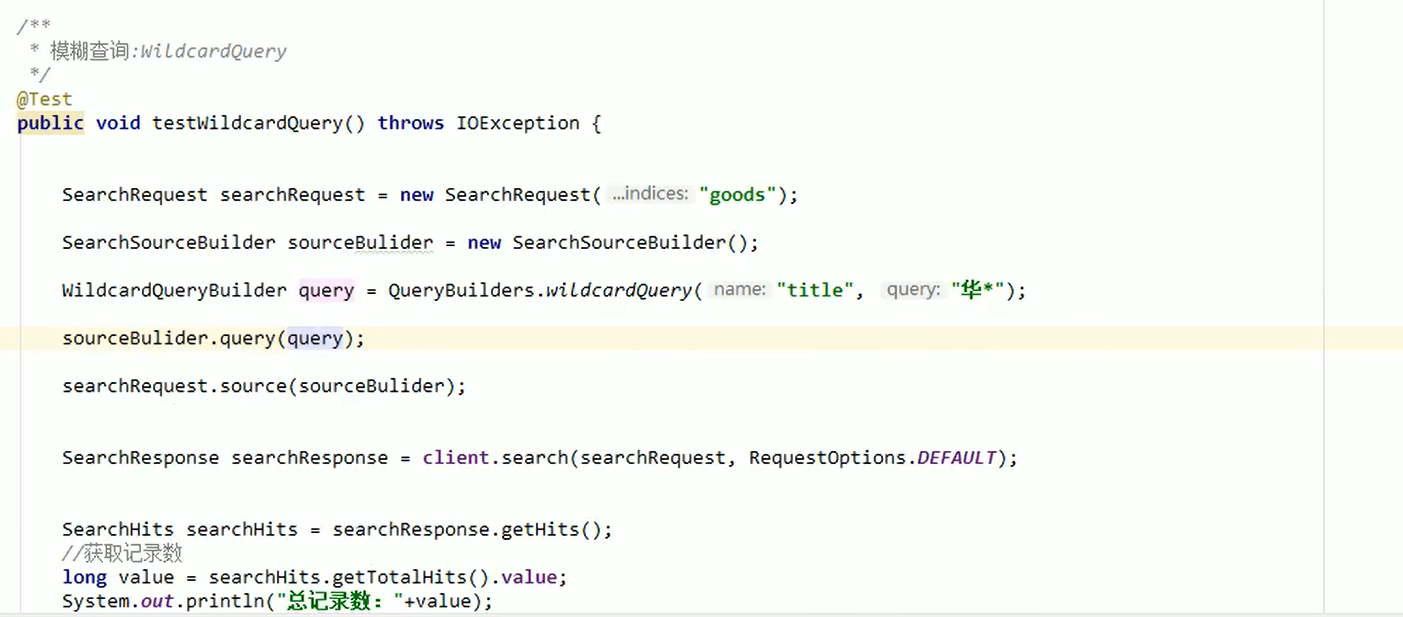 /**
* 模糊查询:WildcardQuery
*/
@Test
public void testWildcardQuery() throws IOException {
SearchRequest searchRequest = new SearchRequest( ...indices: "goods");
SearchSourceBuilder sourceBulider = new SearchSourceBuilder();
WildcardQueryBuilder query = QueryBuilders.wildcardQuery( name: "title", query: "华*");
sourceBulider.query(query);
searchRequest.source(sourceBulider);
SearchResponse searchResponse = client.search(searchRequest, RequestOptions.DEFAULT);
SearchHits searchHits = searchResponse.getHits();
//获取记录数
long value = searchHits.getTotalHits().value;
System.out.println("总记录数："+value);